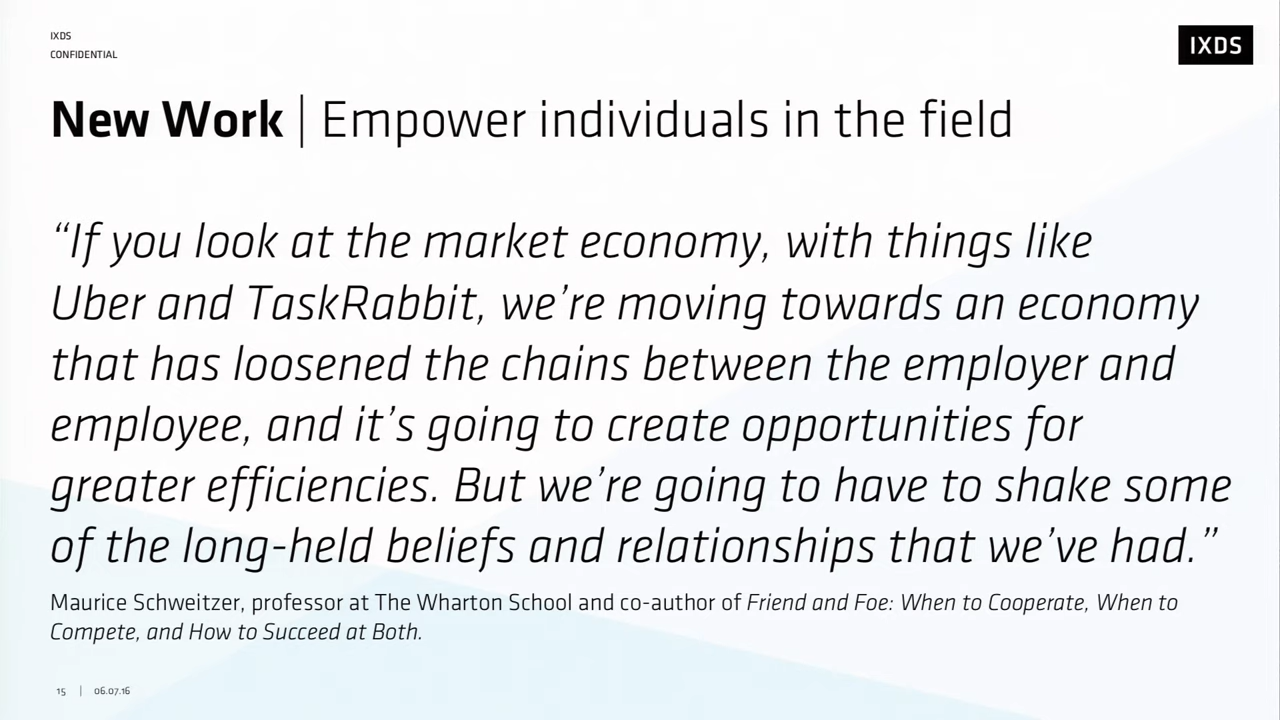 IXDS
CONFIDENTIAL
IXDS
New Work | Empower individuals in the field
“If you look at the market economy, with things like
Uber and TaskRabbit, we’re moving towards an economy
that has loosened the chains between the employer and
employee, and it’s going to create opportunities for
greater efficiencies. But we’re going to have to shake some
of the long-held beliefs and relationships that we’ve had.”
Maurice Schweitzer, professor at The Wharton School and co-author of Friend and Foe: When to Cooperate, When to
Compete, and How to Succeed at Both.
15 | 06.07.16